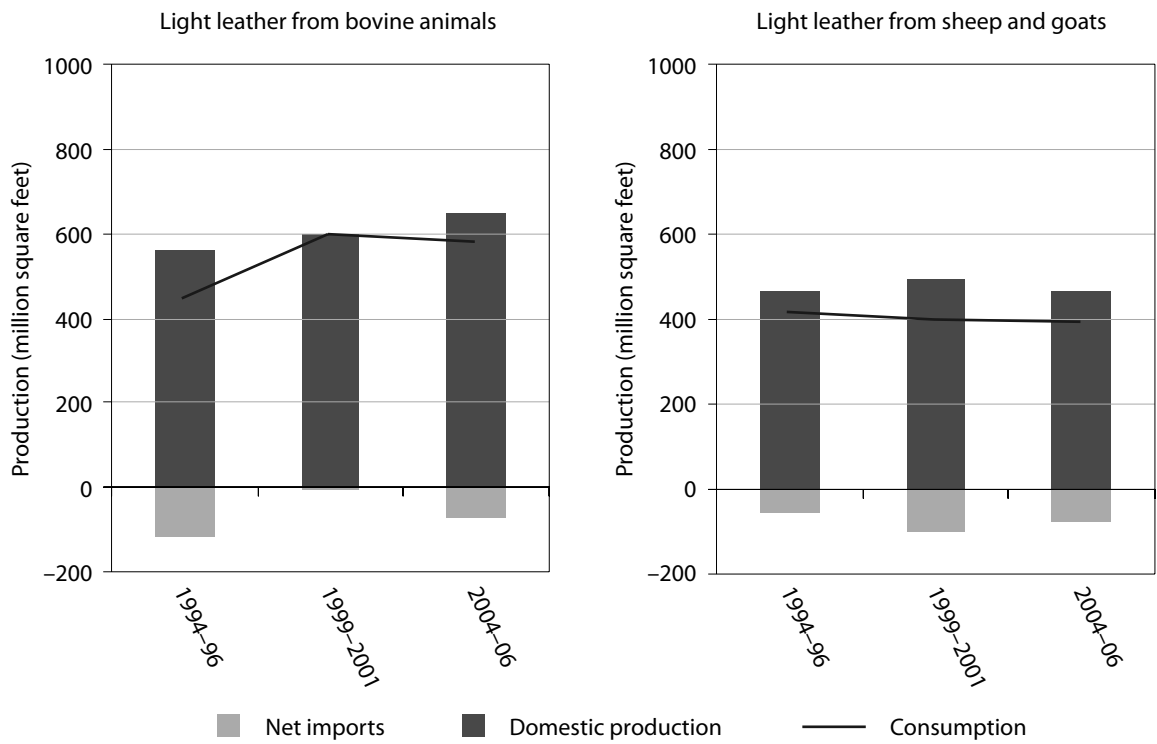 Light leather from bovine animals
Production (million square feet)
1000
800
600
400
200
0
–200
1994–96
1999–2001
2004–06
Light leather from sheep and goats
Production (million square feet)
1000
800
600
400
200
0
–200
1994–96
1999–2001
2004–06
Net imports
Domestic production
Consumption